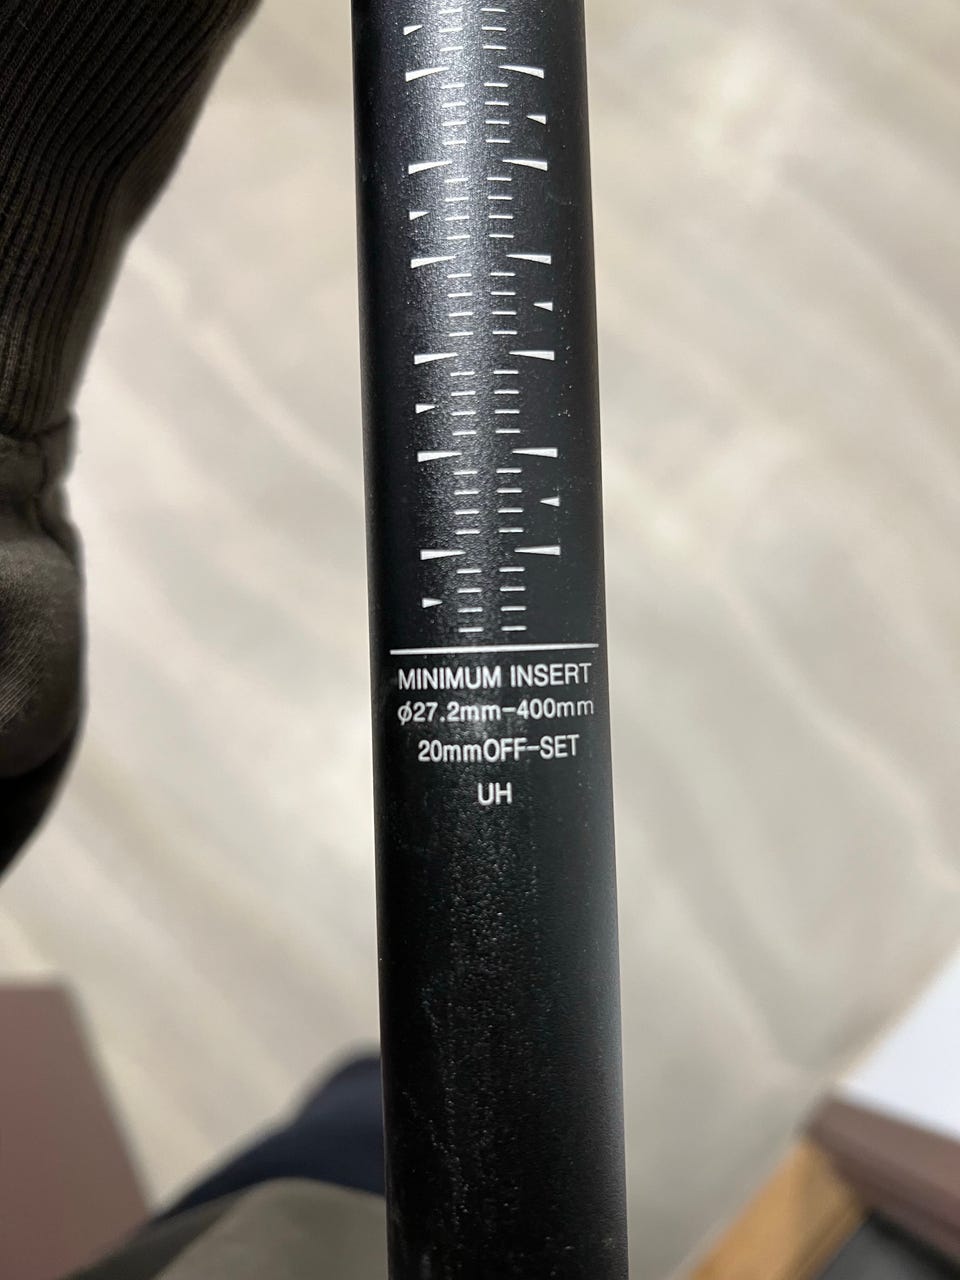 MINIMUM INSERT
ϕ27.2mm-400mm
20mmOFF-SET
UH